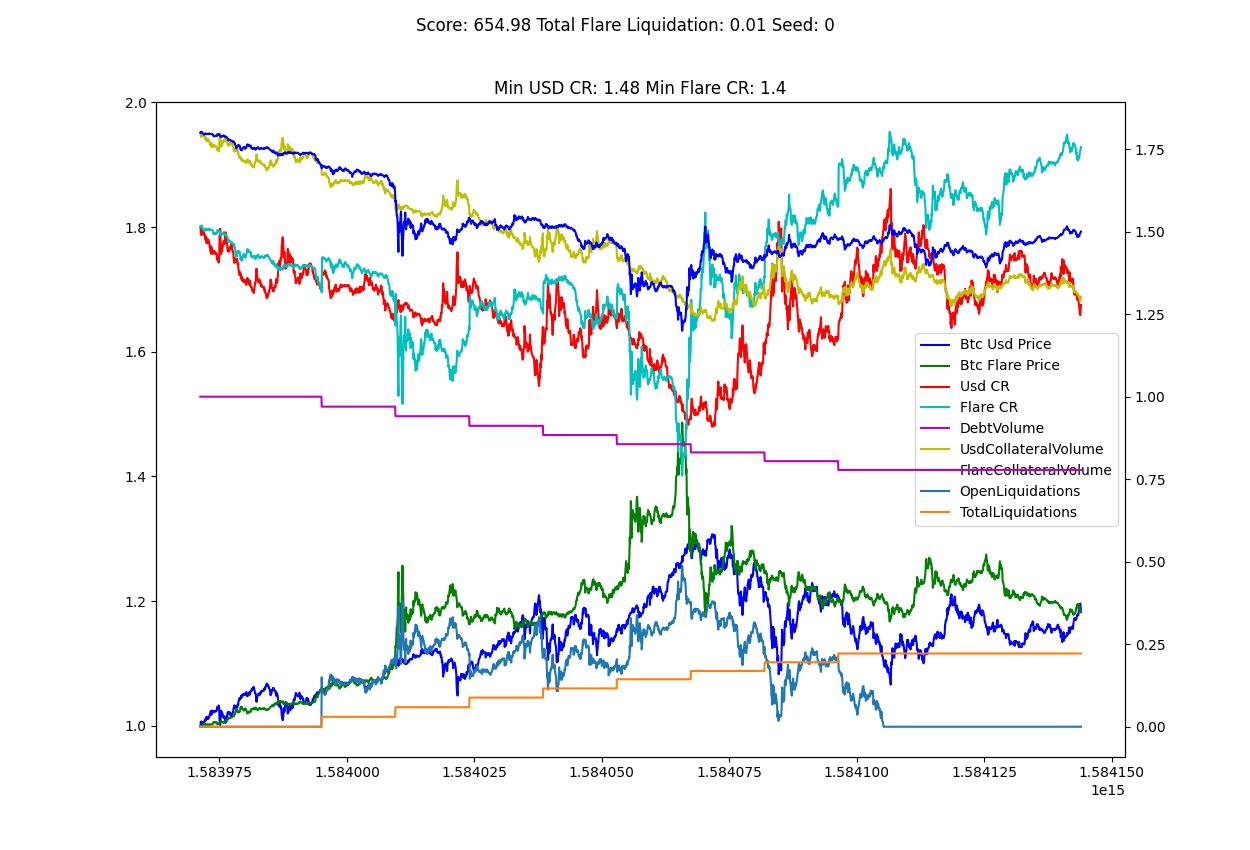 Score: 654.98 Total Flare Liquidation: 0.01 Seed: 0
Min USD CR: 1.48 Min Flare CR: 1.4
2.0
1.8
1.6
1.4
1.2
1.0
1.75
1.50
1.25
1.00
0.75
0.50
0.25
0.00
Btc Usd Price
Btc Flare Price
Usd CR
Flare CR
DebtVolume
UsdCollateralVolume
FlareCollateralVolume
OpenLiquidations
TotalLiquidations
1.583975 1.584000 1.584025 1.584050 1.584075 1.584100 1.584125 1.584150
1e15